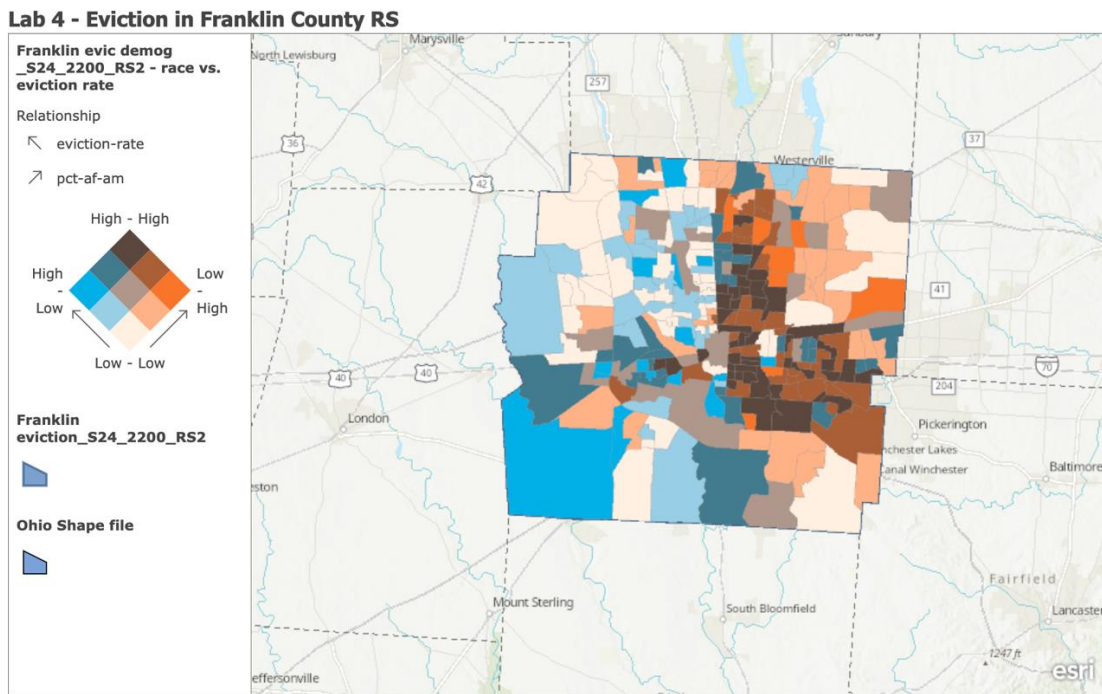 Lab 4 - Eviction in Franklin County RS
Franklin evic demog
_S24_2200_RS2 - race vs.
eviction rate
Relationship
eviction-rate
pct-af-am
High - High
High
-
Low
Low
-
High
Low - Low
Franklin
eviction_S24_2200_RS2
Ohio Shape file
Marysville
North Lewisburg
257
36
37
42
Westerville
41
40
40
70
204
London
Pickerington
nchester Lakes
Canal Winchester
Baltimore
eston
Fairfield
Mount Sterling
South Bloomfield
Lancaster
1247 ft
effersonville
esri